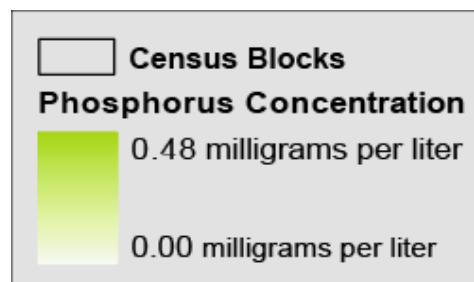 Census Blocks
Phosphorus Concentration
0.48 milligrams per liter
0.00 milligrams per liter